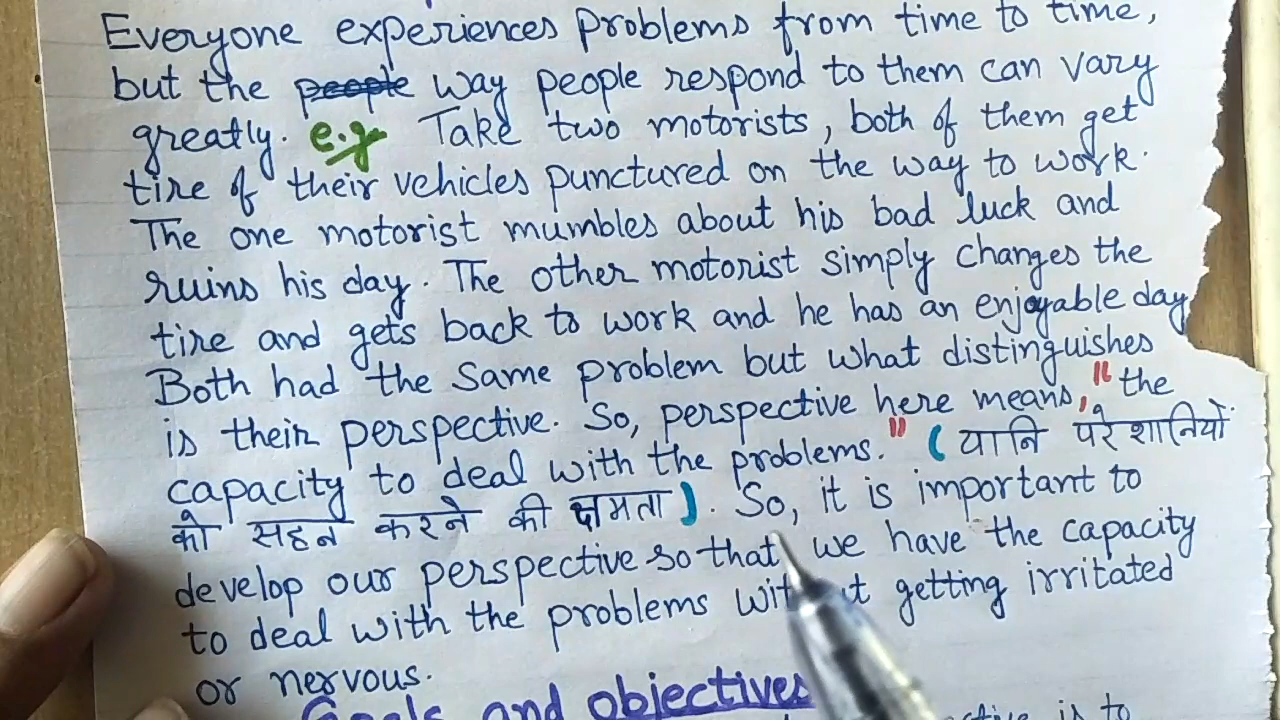 Everyone experiences problems from time to time,
but the people way people respond to them can vary
greatly. e.g Take two motorists, both of them get
tire of their vehicles punctured on the way to work.
The one motorist mumbles about his bad luck and
ruins his day. The other motorist simply changes the
tire and gets back to work and he has an enjoyable day
Both had the same problem but what distinguishes
is their perspective. So, perspective here means, "the
capacity to deal with the problems." (यानि परेशानियों
को सहन करने की क्षमता). So, it is important to
develop our perspective so that we have the capacity
to deal with the problems without getting irritated
or nervous.
Goals and objectives
is to